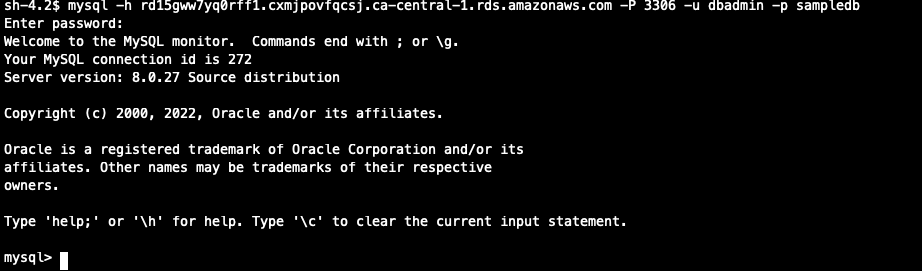 sh-4.2$ mysql -h rd15gww7yq0rff1.cxmjpovfqcsj.ca-central-1.rds.amazonaws.com -P 3306 -u dbadmin -p sampledb
Enter password:
Welcome to the MySQL monitor.  Commands end with ; or \g.
Your MySQL connection id is 272
Server version: 8.0.27 Source distribution
Copyright (c) 2000, 2022, Oracle and/or its affiliates.
Oracle is a registered trademark of Oracle Corporation and/or its
affiliates. Other names may be trademarks of their respective
owners.
Type 'help;' or '\h' for help. Type '\c' to clear the current input statement.
mysql>